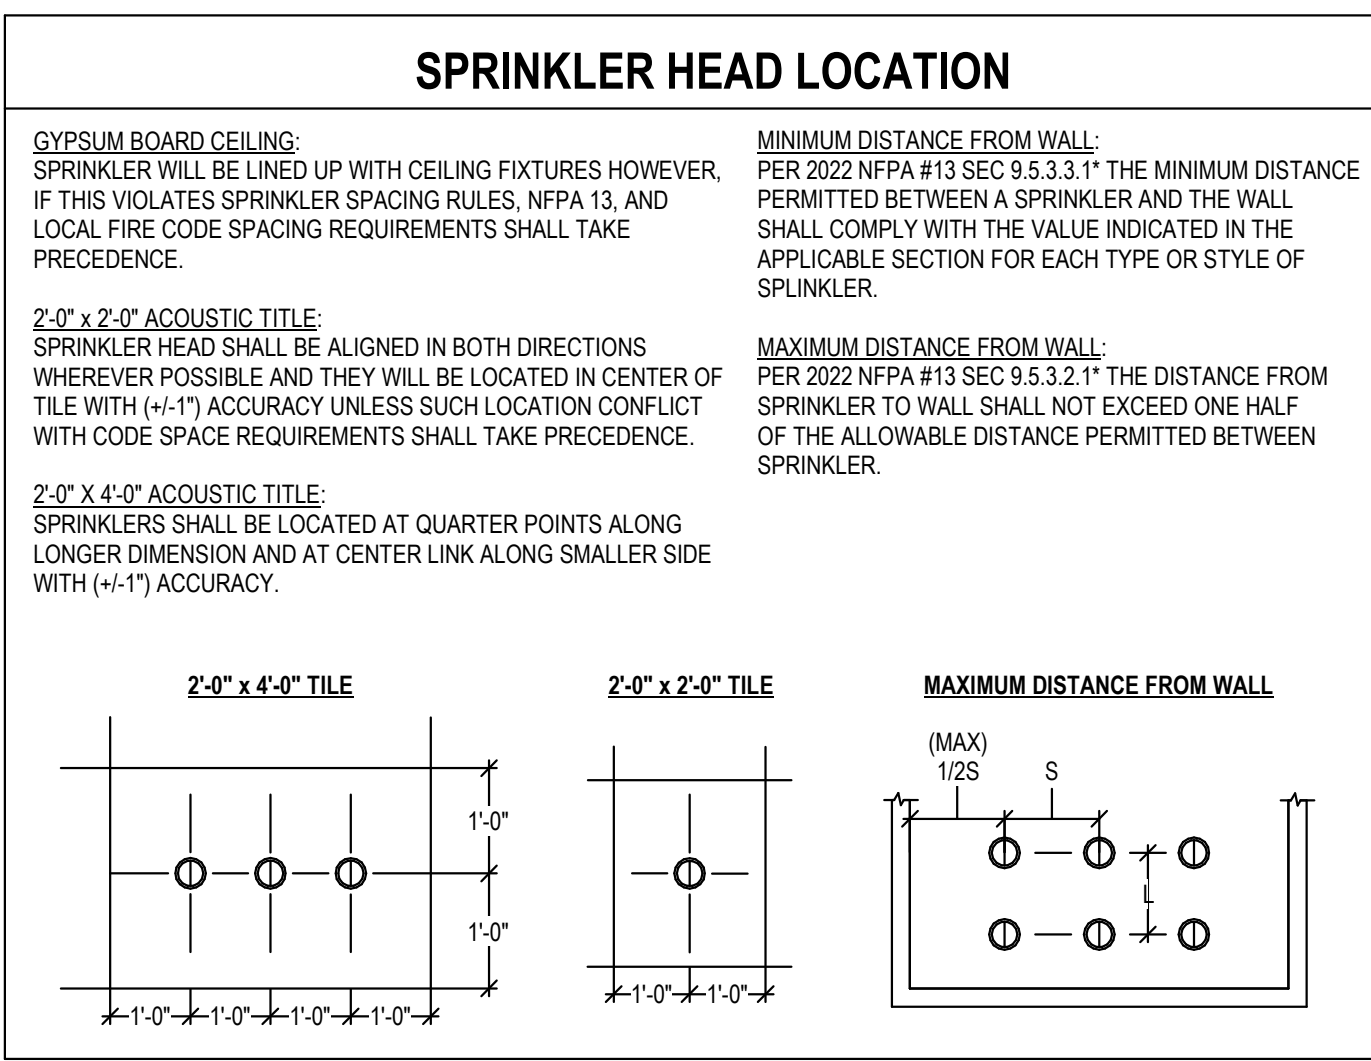 SPRINKLER HEAD LOCATION
GYPSUM BOARD CEILING:
SPRINKLER WILL BE LINED UP WITH CEILING FIXTURES HOWEVER,
IF THIS VIOLATES SPRINKLER SPACING RULES, NFPA 13, AND
LOCAL FIRE CODE SPACING REQUIREMENTS SHALL TAKE
PRECEDENCE.
2'-0" x 2'-0" ACOUSTIC TITLE:
SPRINKLER HEAD SHALL BE ALIGNED IN BOTH DIRECTIONS
WHEREVER POSSIBLE AND THEY WILL BE LOCATED IN CENTER OF
TILE WITH (+/-1") ACCURACY UNLESS SUCH LOCATION CONFLICT
WITH CODE SPACE REQUIREMENTS SHALL TAKE PRECEDENCE.
2'-0" X 4'-0" ACOUSTIC TITLE:
SPRINKLERS SHALL BE LOCATED AT QUARTER POINTS ALONG
LONGER DIMENSION AND AT CENTER LINK ALONG SMALLER SIDE
WITH (+/-1") ACCURACY.
MINIMUM DISTANCE FROM WALL:
PER 2022 NFPA #13 SEC 9.5.3.3.1* THE MINIMUM DISTANCE
PERMITTED BETWEEN A SPRINKLER AND THE WALL
SHALL COMPLY WITH THE VALUE INDICATED IN THE
APPLICABLE SECTION FOR EACH TYPE OR STYLE OF
SPLINKLER.
MAXIMUM DISTANCE FROM WALL:
PER 2022 NFPA #13 SEC 9.5.3.2.1* THE DISTANCE FROM
SPRINKLER TO WALL SHALL NOT EXCEED ONE HALF
OF THE ALLOWABLE DISTANCE PERMITTED BETWEEN
SPRINKLER.
2'-0" x 4'-0" TILE
1'-0"
1'-0"
1'-0" 1'-0" 1'-0" 1'-0"
2'-0" x 2'-0" TILE
1'-0" 1'-0"
MAXIMUM DISTANCE FROM WALL
(MAX)
1/2S S
L